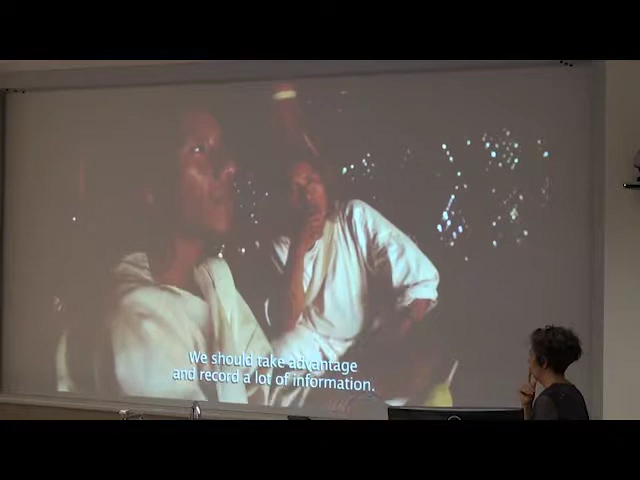 We should take advantage
and record a lot of information.